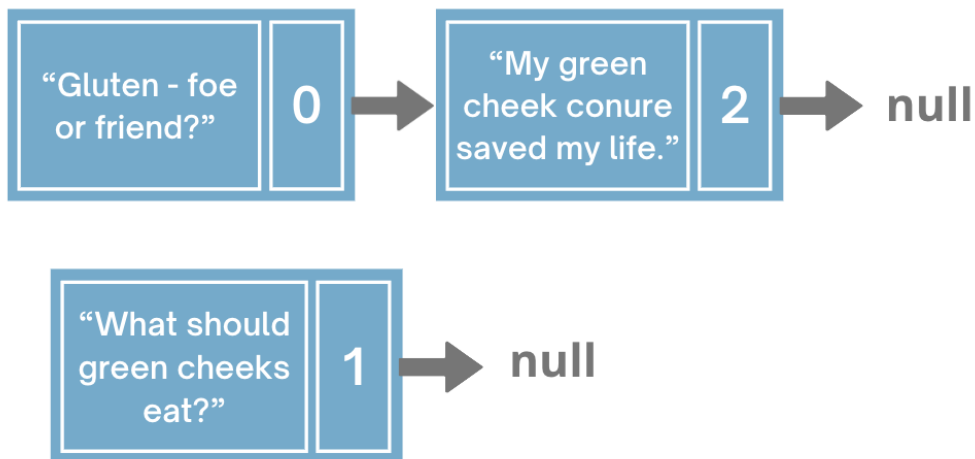 “Gluten - foe
or friend?”
0
“My green
cheek conure
saved my life.”
2
null
“What should
green cheeks
eat?”
1
null